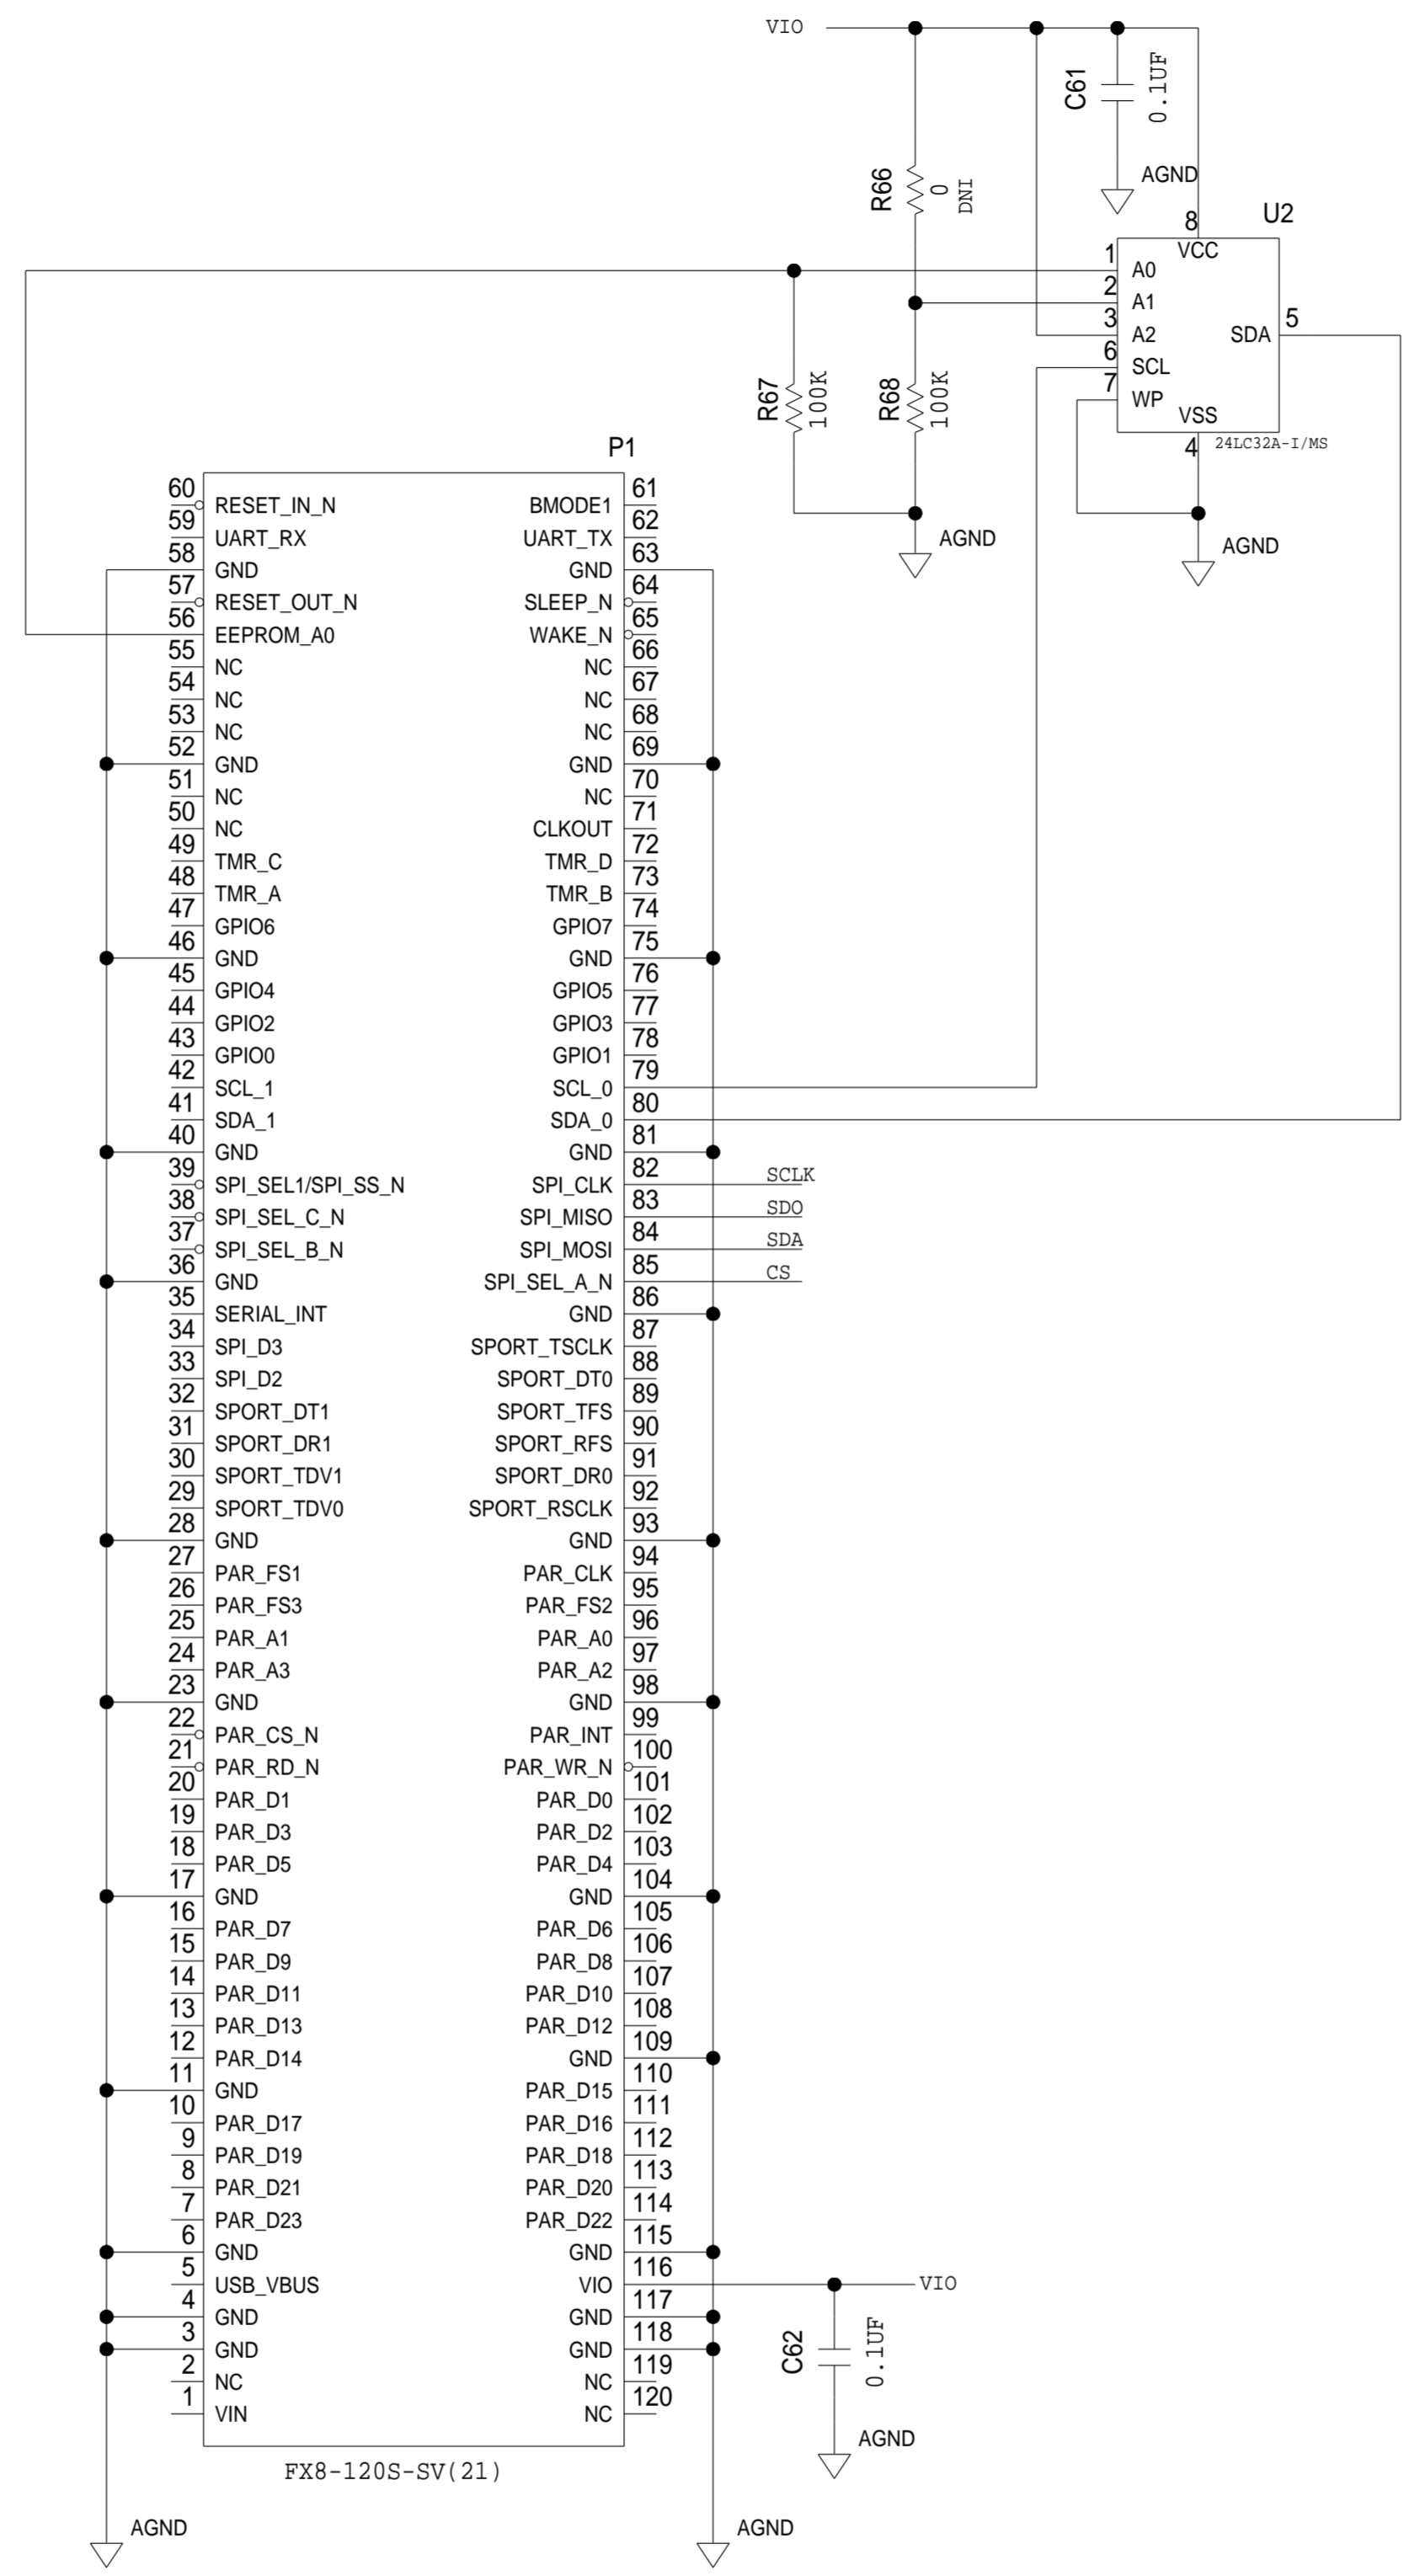 VIO
C61
0.1UF
AGND
R66
0
DNI
U2
8
VCC
1
A0
2
A1
3
A2
6
SCL
7
WP
SDA
5
VSS
4
24LC32A-I/MS
R67
100K
R68
100K
AGND
AGND
P1
60 RESET_IN_N BMODE1 61
59 UART_RX UART_TX 62
58 GND GND 63
57 RESET_OUT_N SLEEP_N 64
56 EEPROM_A0 WAKE_N 65
55 NC NC 66
54 NC NC 67
53 NC NC 68
52 GND GND 69
51 NC NC 70
50 NC CLKOUT 71
49 TMR_C TMR_D 72
48 TMR_A TMR_B 73
47 GPIO6 GPIO7 74
46 GND GND 75
45 GPIO4 GPIO5 76
44 GPIO2 GPIO3 77
43 GPIO0 GPIO1 78
42 SCL_1 SCL_0 79
41 SDA_1 SDA_0 80
40 GND GND 81
39 SPI_SEL1/SPI_SS_N SPI_CLK 82 SCLK
38 SPI_SEL_C_N SPI_MISO 83 SDO
37 SPI_SEL_B_N SPI_MOSI 84 SDA
36 GND SPI_SEL_A_N 85 CS
35 SERIAL_INT GND 86
34 SPI_D3 SPORT_TSCLK 87
33 SPI_D2 SPORT_DT0 88
32 SPORT_DT1 SPORT_TFS 89
31 SPORT_DR1 SPORT_RFS 90
30 SPORT_TDV1 SPORT_DR0 91
29 SPORT_TDV0 SPORT_RSCLK 92
28 GND GND 93
27 PAR_FS1 PAR_CLK 94
26 PAR_FS3 PAR_FS2 95
25 PAR_A1 PAR_A0 96
24 PAR_A3 PAR_A2 97
23 GND GND 98
22 PAR_CS_N PAR_INT 99
21 PAR_RD_N PAR_WR_N 100
20 PAR_D1 PAR_D0 101
19 PAR_D3 PAR_D2 102
18 PAR_D5 PAR_D4 103
17 GND GND 104
16 PAR_D7 PAR_D6 105
15 PAR_D9 PAR_D8 106
14 PAR_D11 PAR_D10 107
13 PAR_D13 PAR_D12 108
12 PAR_D14 GND 109
11 GND PAR_D15 110
10 PAR_D17 PAR_D16 111
9 PAR_D19 PAR_D18 112
8 PAR_D21 PAR_D20 113
7 PAR_D23 PAR_D22 114
6 GND GND 115
5 USB_VBUS VIO 116 VIO
4 GND GND 117
3 GND GND 118
2 NC NC 119
1 VIN NC 120
C62
0.1UF
AGND
FX8-120S-SV(21)
AGND
AGND